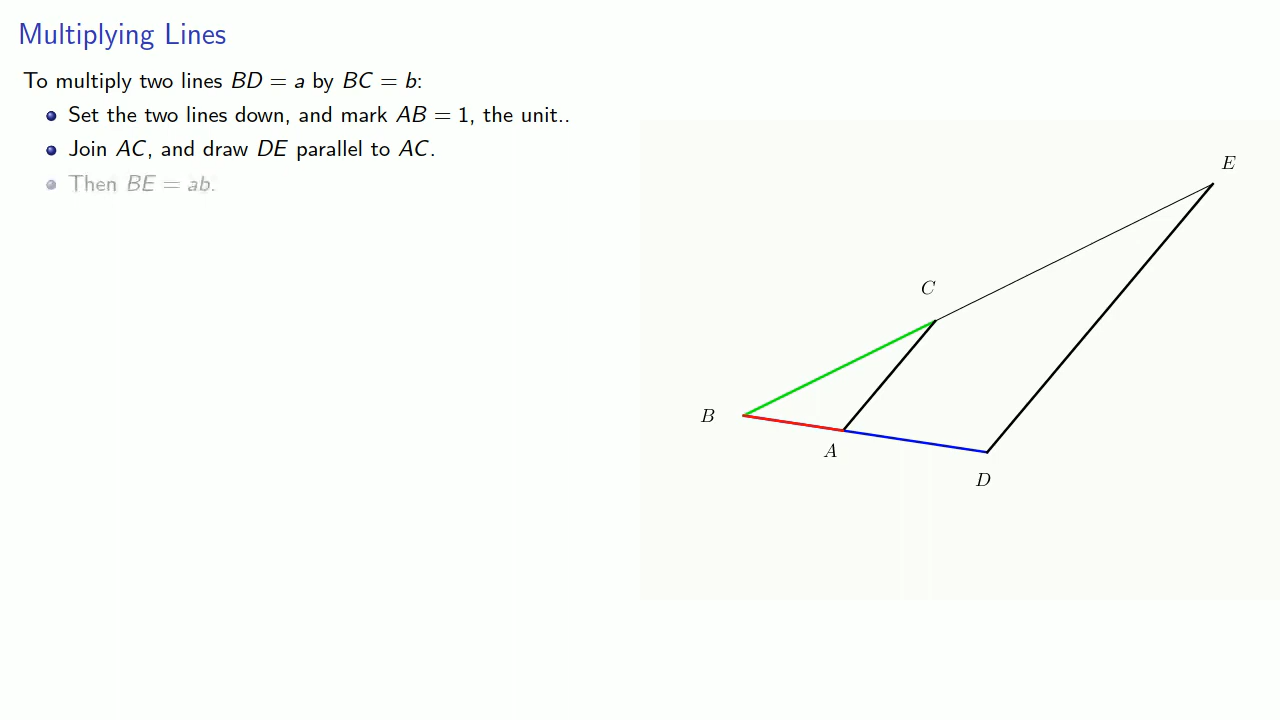 Multiplying Lines
To multiply two lines BD = a by BC = b:
Set the two lines down, and mark AB = 1, the unit..
Join AC, and draw DE parallel to AC.
Then BE = ab.
E
C
B
A
D